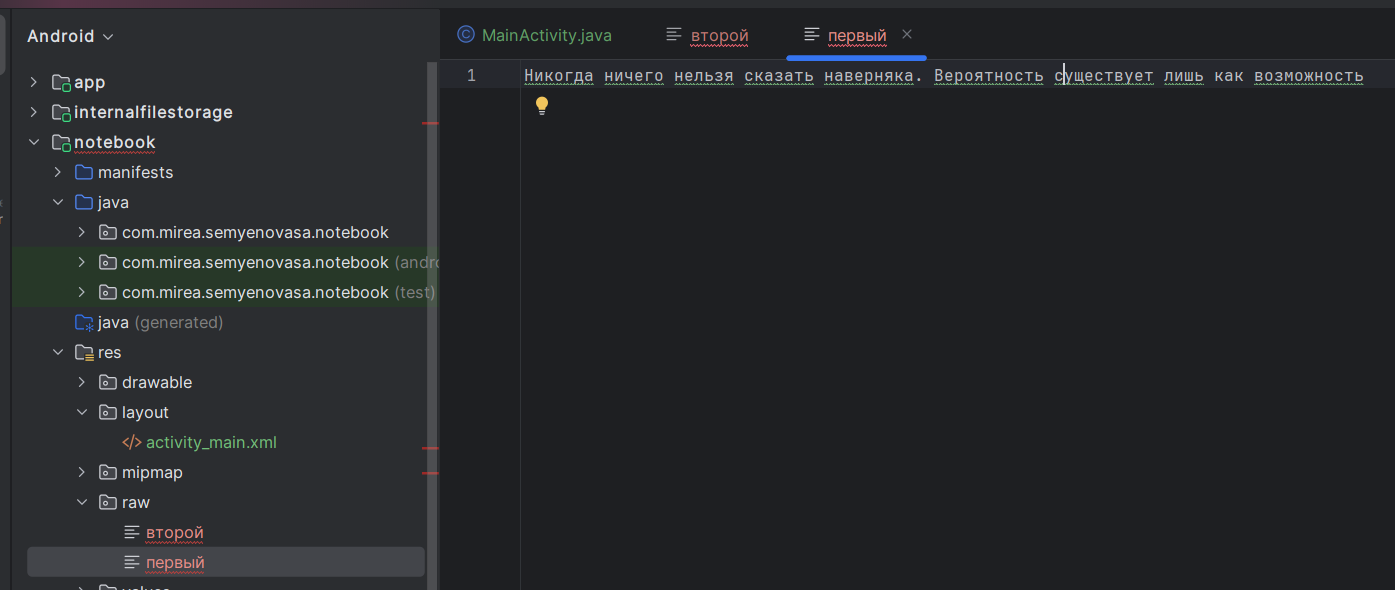 Android
MainActivity.java
второй
первый
app
internalfilestorage
notebook
manifests
java
com.mirea.semyenovasa.notebook
com.mirea.semyenovasa.notebook
com.mirea.semyenovasa.notebook (test)
java (generated)
res
drawable
layout
activity_main.xml
mipmap
raw
второй
первый
1 Никогда ничего нельзя сказать наверняка. Вероятность существует лишь как возможность